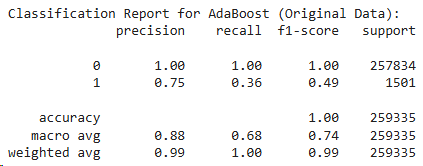 Classification Report for AdaBoost (Original Data):
precision recall f1-score support
0 1.00 1.00 1.00 257834
1 0.75 0.36 0.49 1501
accuracy 1.00 259335
macro avg 0.88 0.68 0.74 259335
weighted avg 0.99 1.00 0.99 259335